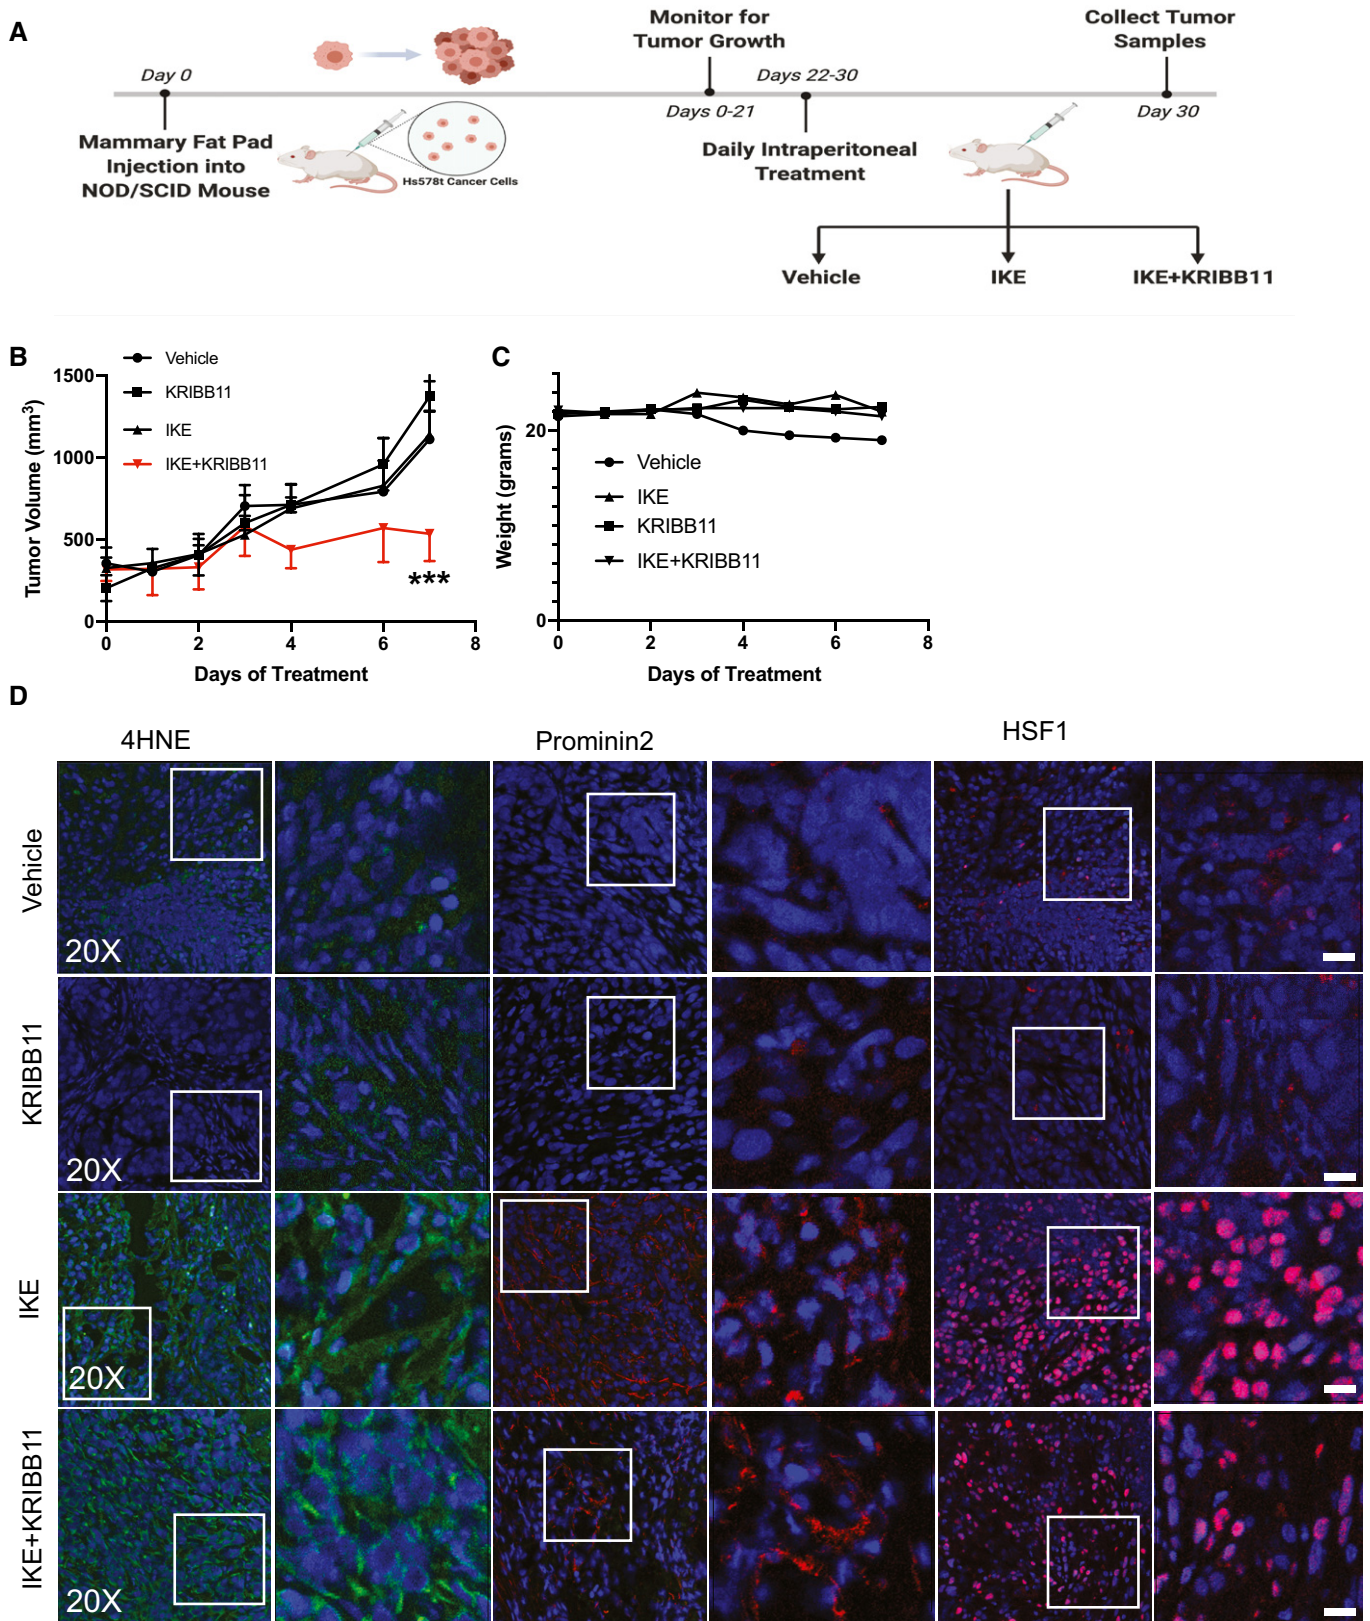 A
Monitor for
Tumor Growth
Collect Tumor
Samples
Day 0
Days 22-30
Days 0-21
Day 30
Mammary Fat Pad
Injection into
NOD/SCID Mouse
Hs578t Cancer Cells
Daily Intraperitoneal
Treatment
Vehicle
IKE
IKE+KRIBB11
B
Vehicle
KRIBB11
IKE
IKE+KRIBB11
Tumor Volume (mm³)
1500
1000
500
0
***
0 2 4 6 8
Days of Treatment
C
Weight (grams)
20
0
Vehicle
IKE
KRIBB11
IKE+KRIBB11
0 2 4 6 8
Days of Treatment
D
4HNE
Prominin2
HSF1
Vehicle
20X
KRIBB11
20X
IKE
20X
IKE+KRIBB11
20X